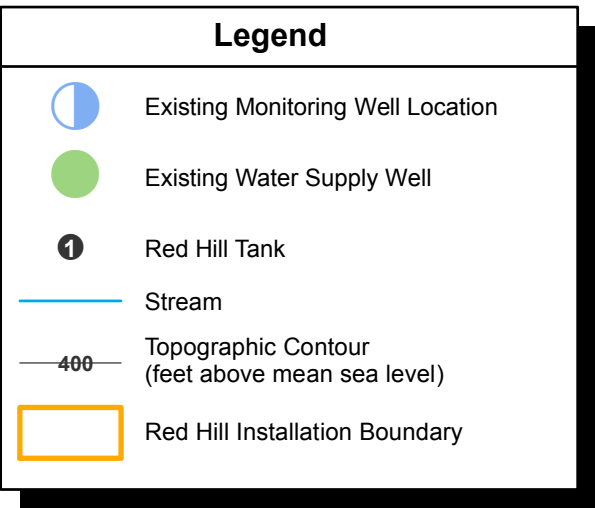 Legend
Existing Monitoring Well Location
Existing Water Supply Well
1
Red Hill Tank
Stream
400
Topographic Contour
(feet above mean sea level)
Red Hill Installation Boundary